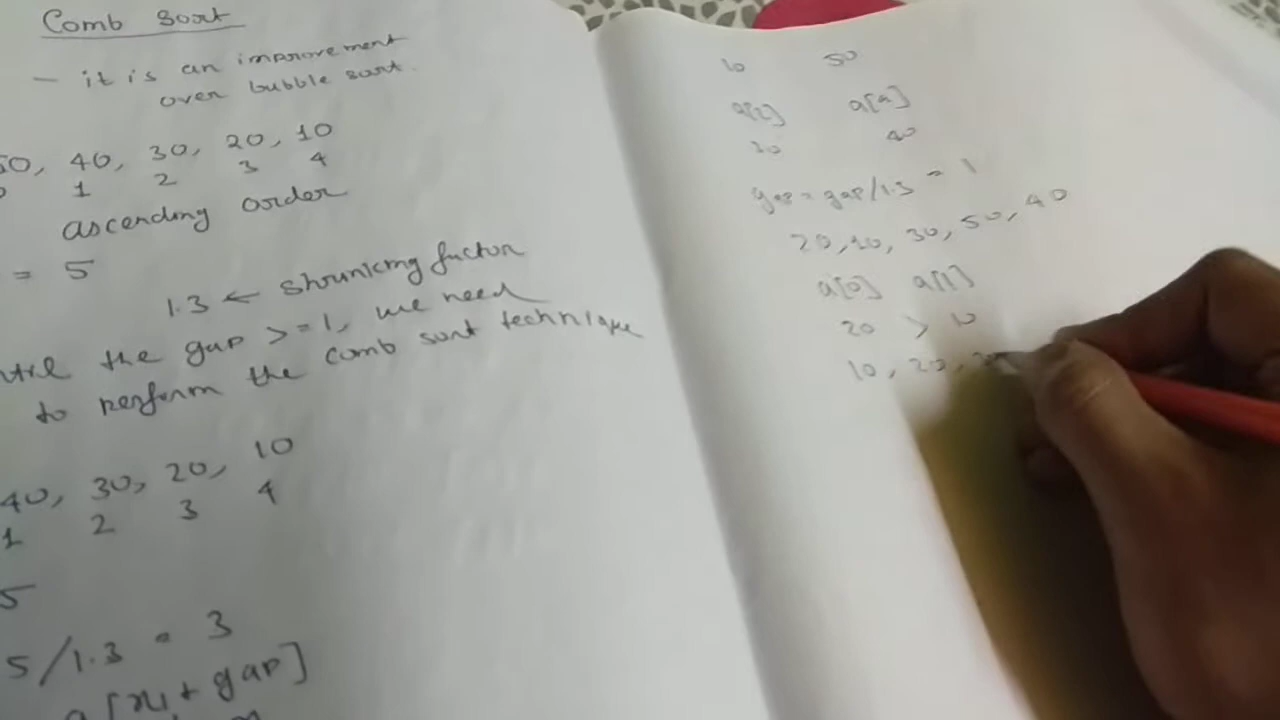 Comb Sort
- it is an improvement
over bubble sort.
50, 40, 30, 20, 10
1 2 3 4
ascending order
= 5
1.3 ← shrunicing factor
the gap >= 1, we need
to perform the comb sort technique
40, 30, 20, 10
1 2 3 4
5
5/1.3 = 3
+ gap]
10 50
a[2] a[4]
40
gap = gap/1.3 = 1
20, 10, 30, 50, 40
a[0] a[1]
20 > 10
10, 20,